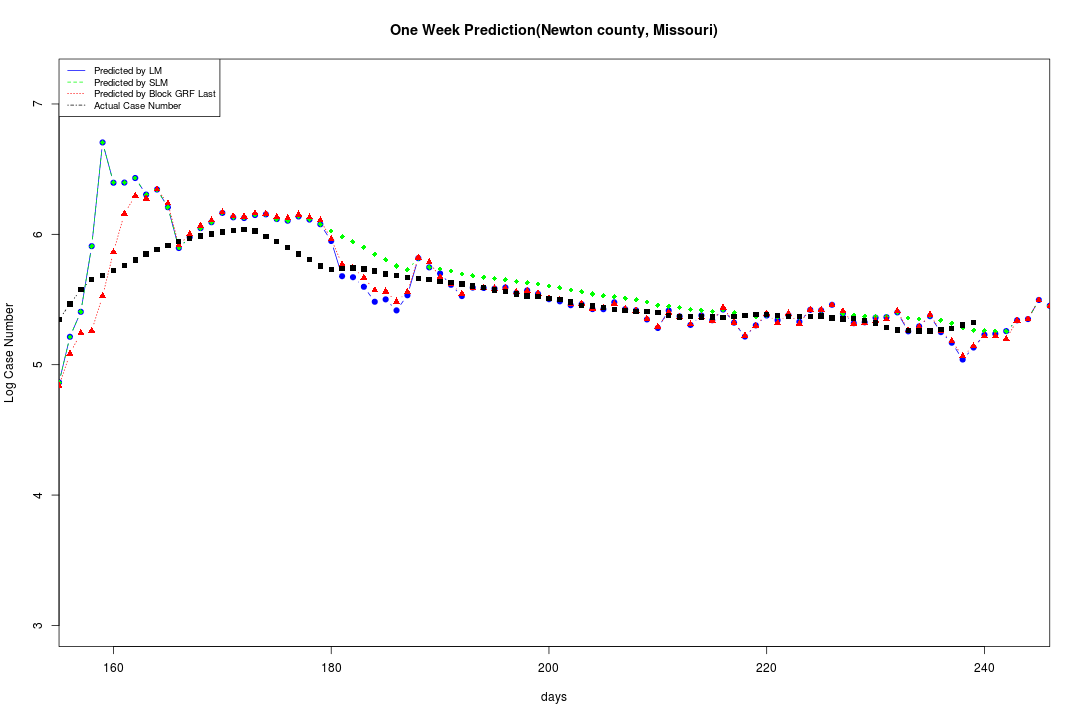 One Week Prediction(Newton county, Missouri)
Predicted by LM
Predicted by SLM
Predicted by Block GRF Last
Actual Case Number
7
6
5
4
3
Log Case Number
160 180 200 220 240
days